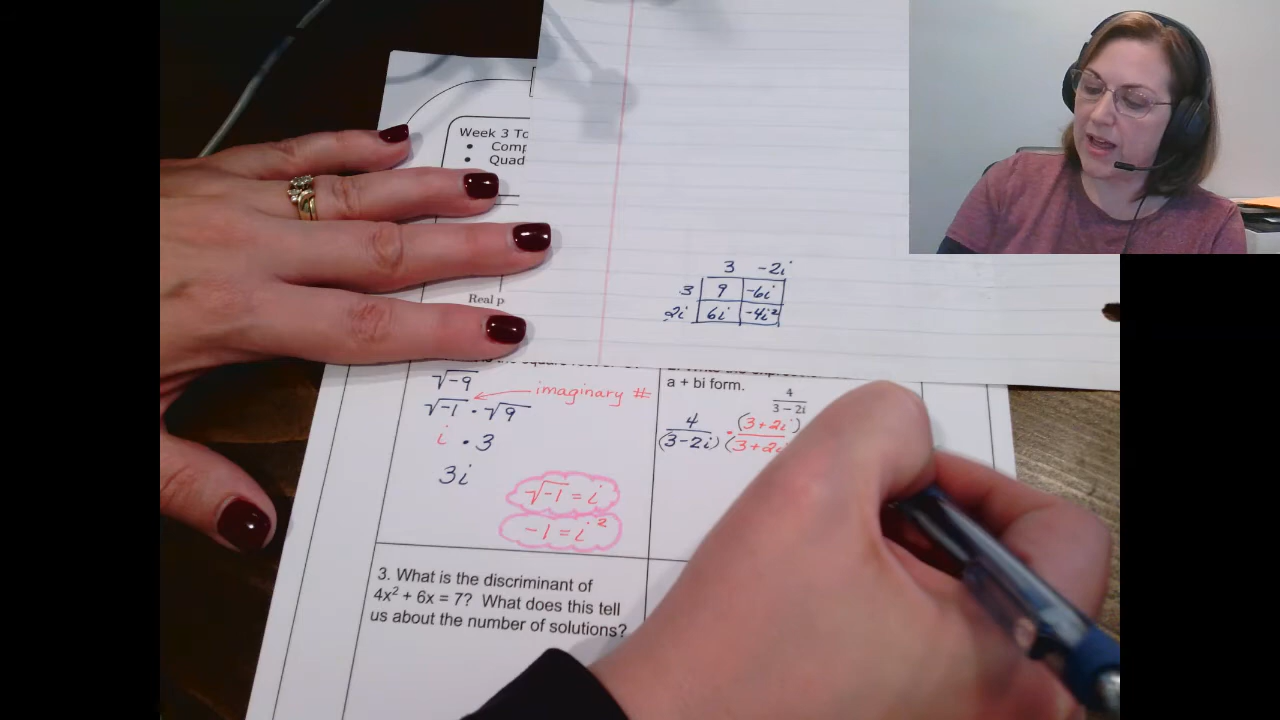 Week 3 To
• Comp
• Quad
3 -2i
3 9 -6i
2i 6i -4i²
Real p
√-9
√-1 · √9
imaginary #
i · 3
3i
√-1 = i
-1 = i²
a + bi form.
4
3 − 2i
4 (3+2i)
(3-2i) · (3+2i
3. What is the discriminant of
4x² + 6x = 7? What does this tell
us about the number of solutions?